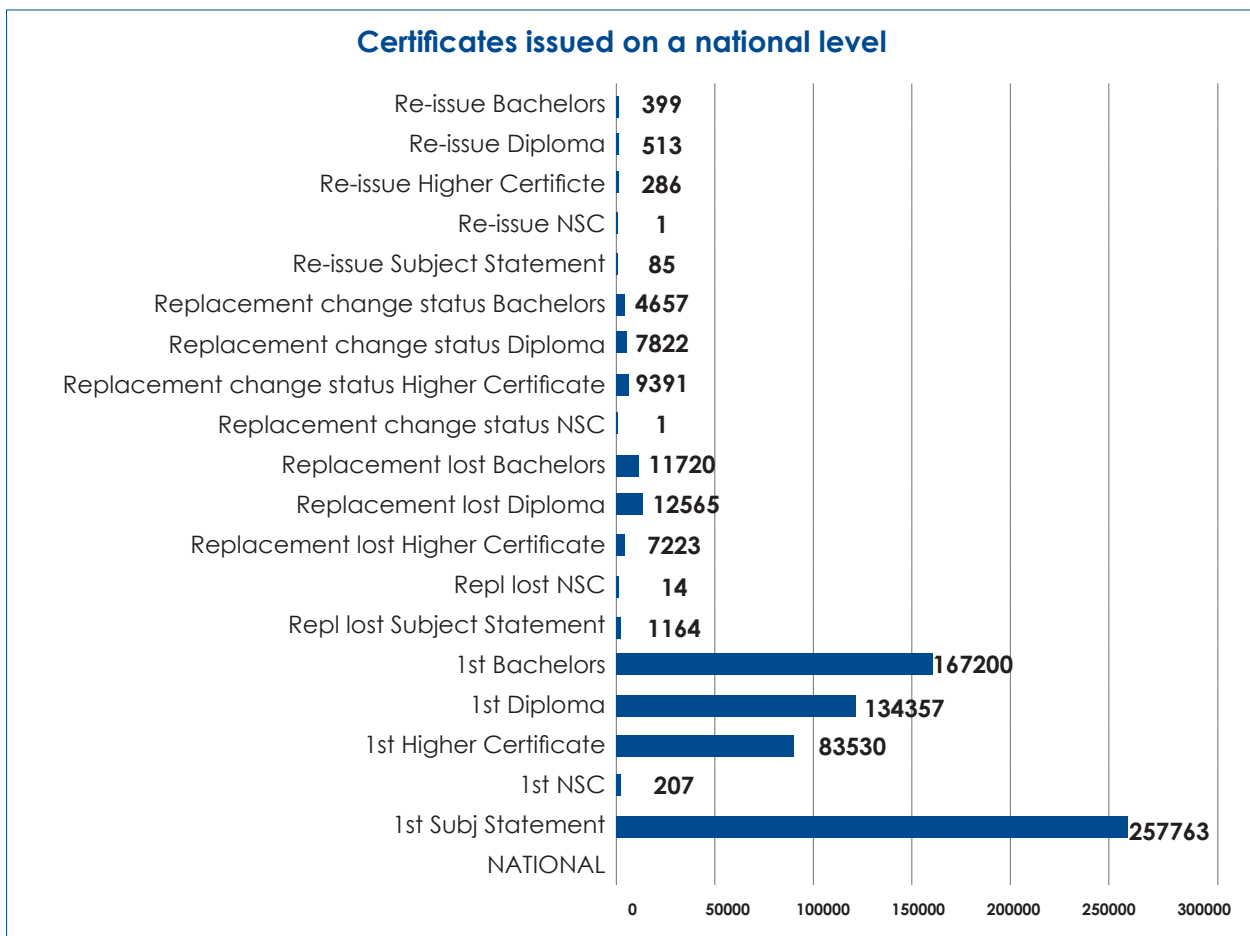 Certificates issued on a national level
Re-issue Bachelors 399
Re-issue Diploma 513
Re-issue Higher Certificte 286
Re-issue NSC 1
Re-issue Subject Statement 85
Replacement change status Bachelors 4657
Replacement change status Diploma 7822
Replacement change status Higher Certificate 9391
Replacement change status NSC 1
Replacement lost Bachelors 11720
Replacement lost Diploma 12565
Replacement lost Higher Certificate 7223
Repl lost NSC 14
Repl lost Subject Statement 1164
1st Bachelors 167200
1st Diploma 134357
1st Higher Certificate 83530
1st NSC 207
1st Subj Statement 257763
NATIONAL
0 50000 100000 150000 200000 250000 300000